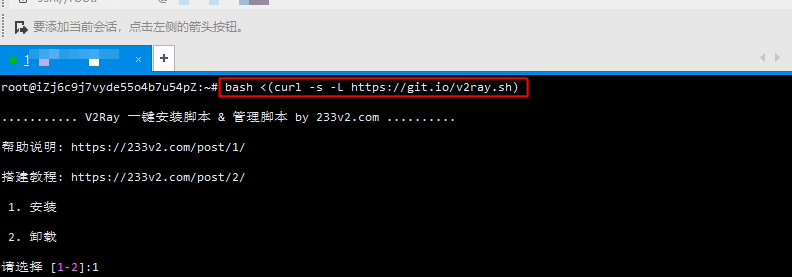 要添加当前会话，点击左侧的箭头按钮。
1
+
root@iZj6c9j7vyde55o4b7u54pZ:~# bash <(curl -s -L https://git.io/v2ray.sh)
........... V2Ray 一键安装脚本 & 管理脚本 by 233v2.com ..........
帮助说明: https://233v2.com/post/1/
搭建教程: https://233v2.com/post/2/
1. 安装
2. 卸载
请选择 [1-2]:1